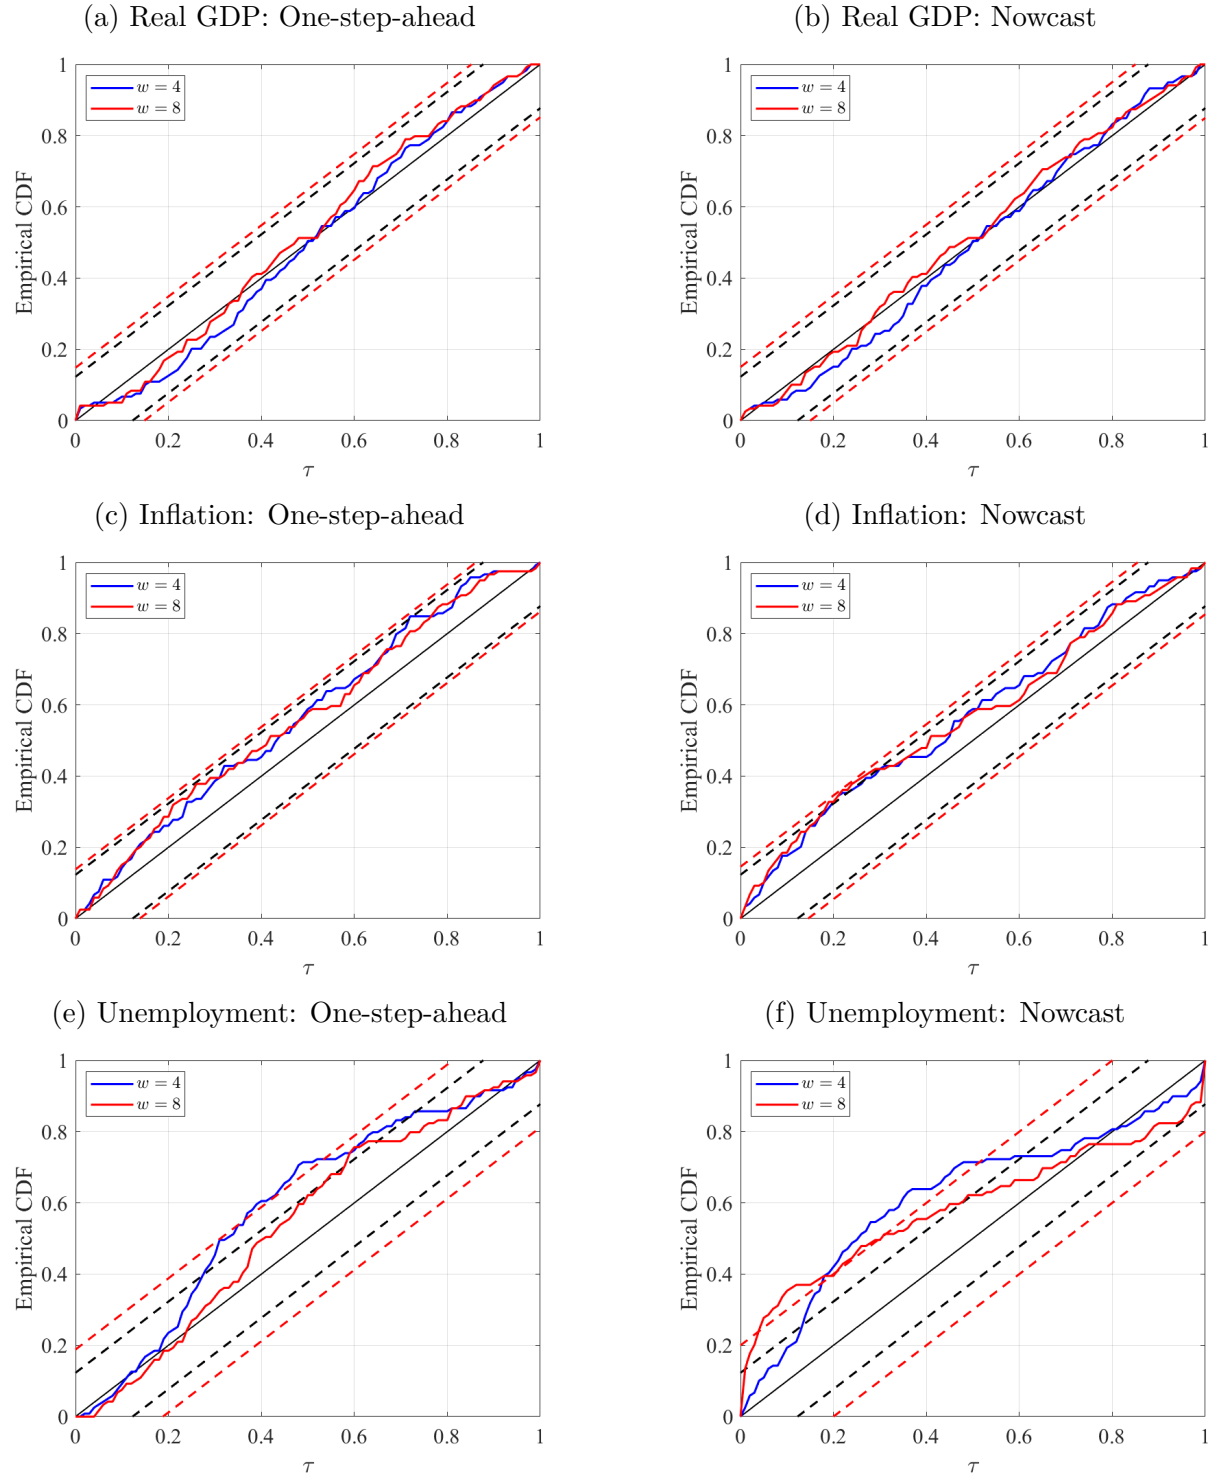 (a) Real GDP: One-step-ahead
1
0.8
0.6
0.4
0.2
0
Empirical CDF
w = 4
w = 8
0
0.2
0.4
0.6
0.8
1
τ
(b) Real GDP: Nowcast
1
0.8
0.6
0.4
0.2
0
Empirical CDF
w = 4
w = 8
0
0.2
0.4
0.6
0.8
1
τ
(c) Inflation: One-step-ahead
1
0.8
0.6
0.4
0.2
0
Empirical CDF
w = 4
w = 8
0
0.2
0.4
0.6
0.8
1
τ
(d) Inflation: Nowcast
1
0.8
0.6
0.4
0.2
0
Empirical CDF
w = 4
w = 8
0
0.2
0.4
0.6
0.8
1
τ
(e) Unemployment: One-step-ahead
1
0.8
0.6
0.4
0.2
0
Empirical CDF
w = 4
w = 8
0
0.2
0.4
0.6
0.8
1
τ
(f) Unemployment: Nowcast
1
0.8
0.6
0.4
0.2
0
Empirical CDF
w = 4
w = 8
0
0.2
0.4
0.6
0.8
1
τ